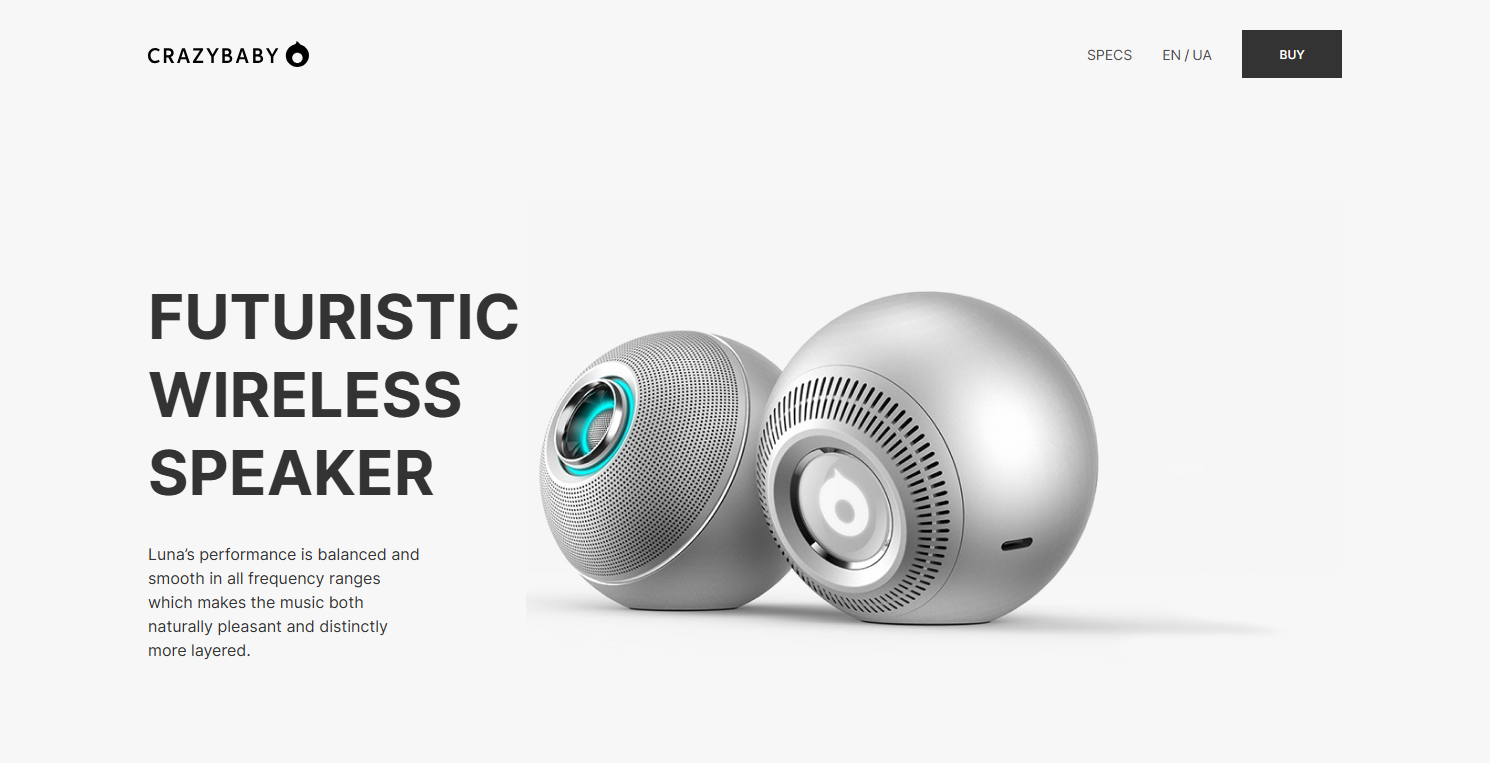 CRAZYBABY
SPECS
EN / UA
BUY
FUTURISTIC
WIRELESS
SPEAKER
Luna’s performance is balanced and
smooth in all frequency ranges
which makes the music both
naturally pleasant and distinctly
more layered.